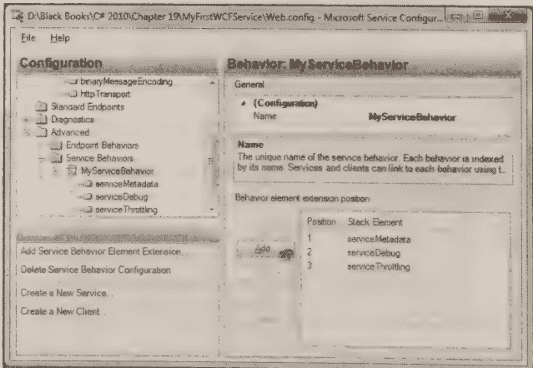 D:\Black Books\C# 2010\Chapter 19\MyFirstWCFService\Web.config - Microsoft Service Configur...
File Help
Configuration
binaryMessageEncoding
httpTransport
Standard Endpoints
Diagnostics
Advanced
Endpoint Behaviors
Service Behaviors
MyServiceBehavior
serviceMetadata
serviceDebug
serviceThrottling
Add Service Behavior Element Extension...
Delete Service Behavior Configuration
Create a New Service...
Create a New Client...
Behavior: MyServiceBehavior
General
(Configuration)
Name MyServiceBehavior
Name
The unique name of the service behavior. Each behavior is indexed
by its name. Services and clients can link to each behavior using t...
Behavior element extension position
Add
Position Stack Element
1 serviceMetadata
2 serviceDebug
3 serviceThrottling